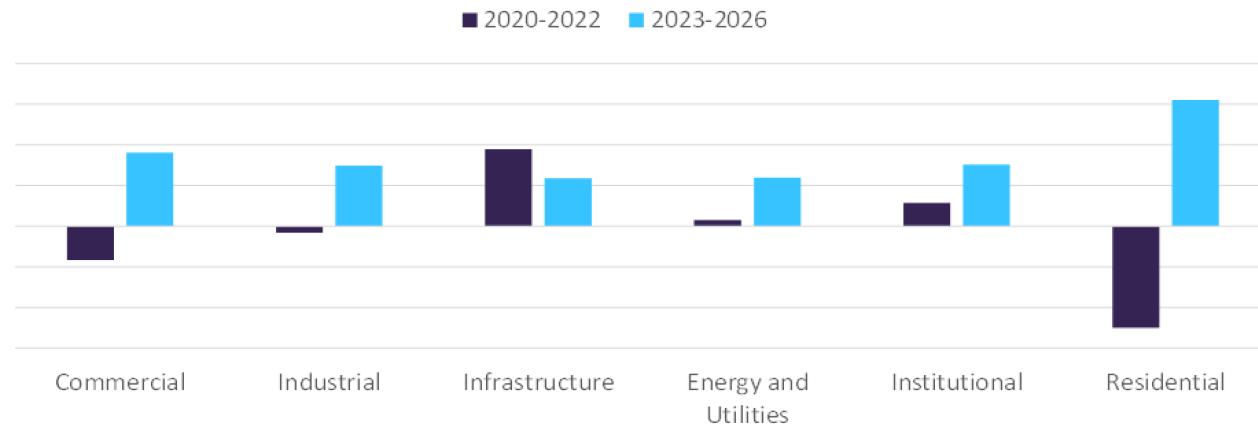 2020-2022 2023-2026
Commercial Industrial Infrastructure Energy and Institutional Residential
Utilities